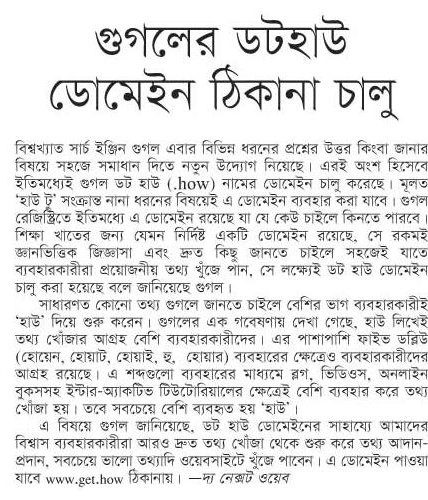 গুগলের ডটহাউ
ডোমেইন ঠিকানা চালু
বিশ্বখ্যাত সার্চ ইঞ্জিন গুগল এবার বিভিন্ন ধরনের প্রশ্নের উত্তর কিংবা জানার
বিষয়ে সহজে সমাধান দিতে নতুন উদ্যোগ নিয়েছে। এরই অংশ হিসেবে
ইতিমধ্যেই গুগল ডট হাউ (.how) নামের ডোমেইন চালু করেছে। মূলত
‘হাউ টু’ সংক্রান্ত নানা ধরনের বিষয়েই এ ডোমেইন ব্যবহার করা যাবে। গুগল
রেজিস্ট্রিতে ইতিমধ্যে এ ডোমেইন রয়েছে যা যে কেউ চাইলে কিনতে পারবে।
শিক্ষা খাতের জন্য যেমন নির্দিষ্ট একটি ডোমেইন রয়েছে, সে রকমই
জ্ঞানভিত্তিক জিজ্ঞাসা এবং দ্রুত কিছু জানতে চাইলে সহজেই যাতে
ব্যবহারকারীরা প্রয়োজনীয় তথ্য খুঁজে পান, সে লক্ষ্যেই ডট হাউ ডোমেইন
চালু করা হয়েছে বলে জানিয়েছে গুগল।
সাধারণত কোনো তথ্য গুগলে জানতে চাইলে বেশির ভাগ ব্যবহারকারীই
‘হাউ’ দিয়ে শুরু করেন। গুগলের এক গবেষণায় দেখা গেছে, হাউ লিখেই
তথ্য খোঁজার আগ্রহ বেশি ব্যবহারকারীদের। এর পাশাপাশি ফাইভ ডব্লিউ
(হোয়েন, হোয়াট, হোয়াই, হু, হোয়ার) ব্যবহারের ক্ষেত্রেও ব্যবহারকারীদের
আগ্রহ রয়েছে। এ শব্দগুলো ব্যবহারের মাধ্যমে ব্লগ, ভিডিওস, অনলাইন
বুকসসহ ইন্টার-অ্যাকটিভ টিউটোরিয়ালের ক্ষেত্রেই বেশি ব্যবহার করে তথ্য
খোঁজা হয়। তবে সবচেয়ে বেশি ব্যবহৃত হয় ‘হাউ’।
এ বিষয়ে গুগল জানিয়েছে, ডট হাউ ডোমেইনের সাহায্যে আমাদের
বিশ্বাস ব্যবহারকারীরা আরও দ্রুত তথ্য খোঁজা থেকে শুরু করে তথ্য আদান-
প্রদান, সবচেয়ে ভালো তথ্যাদি ওয়েবসাইটে খুঁজে পাবেন। এ ডোমেইন পাওয়া
যাবে www.get.how ঠিকানায়। —দ্য নেক্সট ওয়েব